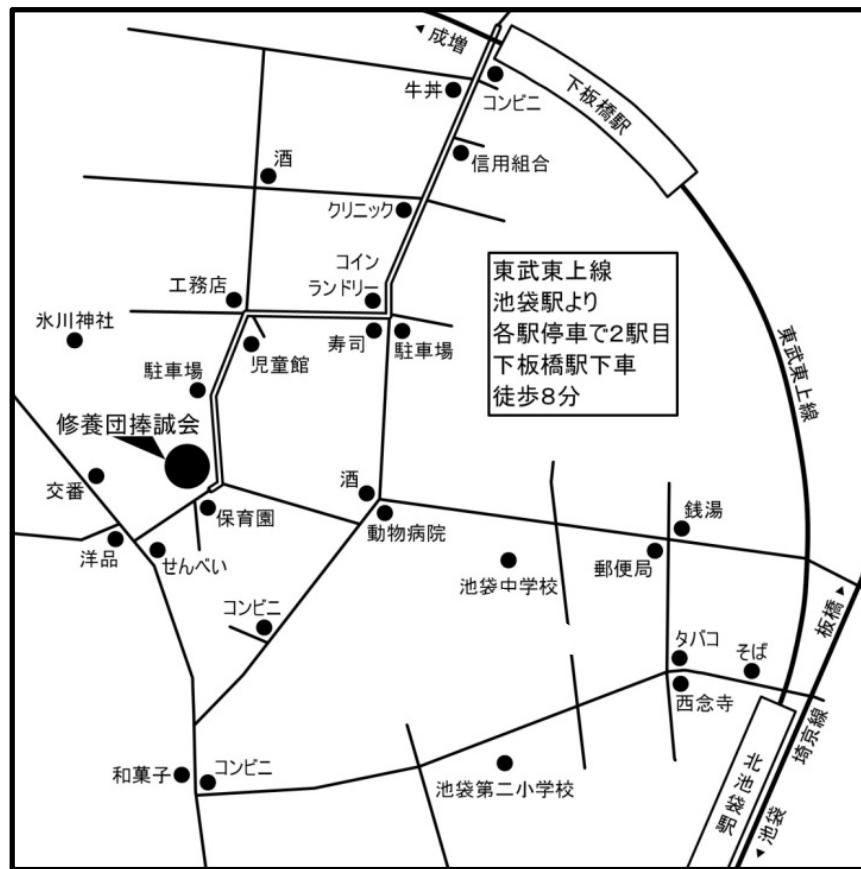 成増
下板橋駅
牛丼
コンビニ
酒
信用組合
クリニック
コイン
ランドリー
工務店
氷川神社
駐車場
児童館
寿司
駐車場
東武東上線
池袋駅より
各駅停車で2駅目
下板橋駅下車
徒歩8分
東武東上線
修養団捧誠会
交番
保育園
酒
動物病院
銭湯
洋品
せんべい
池袋中学校
郵便局
コンビニ
板橋
タバコ
そば
西念寺
埼京線
和菓子
コンビニ
池袋第二小学校
北池袋駅
池袋